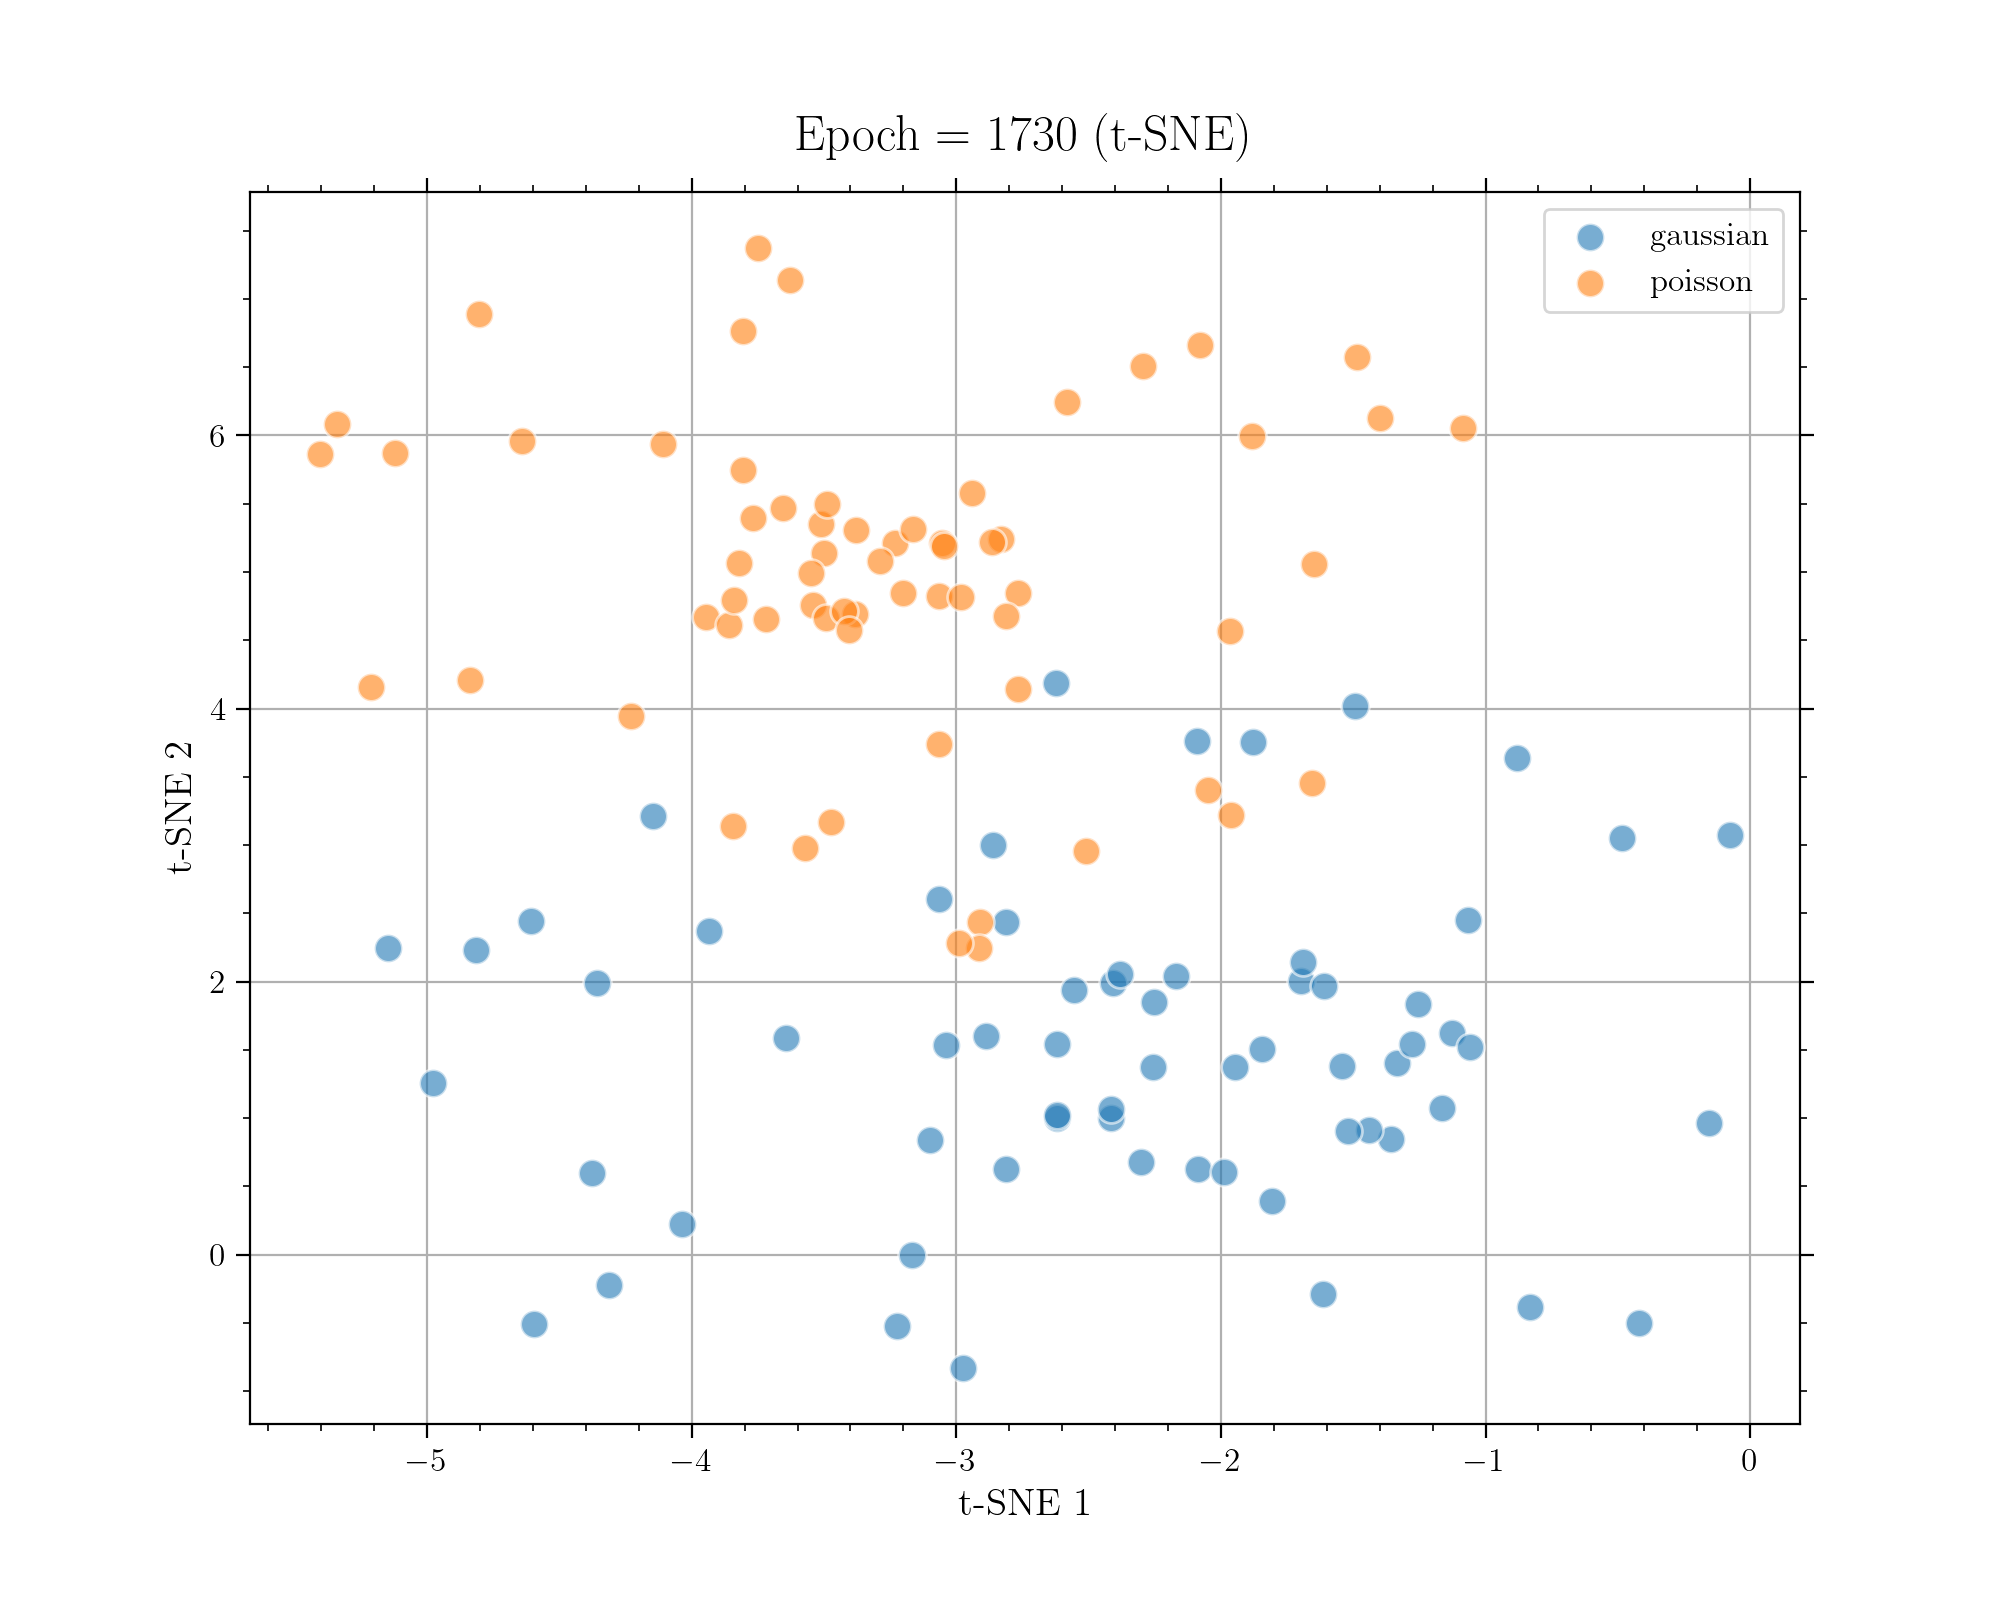 Epoch = 1730 (t-SNE)
gaussian
poisson
6
4
2
0
t-SNE 2
−5 −4 −3 −2 −1 0
t-SNE 1